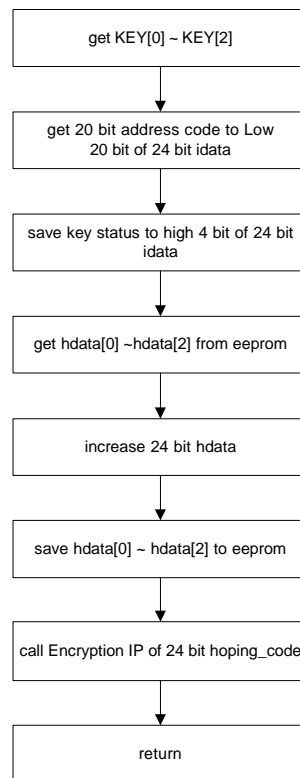 get KEY[0] ~ KEY[2]
get 20 bit address code to Low
20 bit of 24 bit idata
save key status to high 4 bit of 24 bit
idata
get hdata[0] ~hdata[2] from eeprom
increase 24 bit hdata
save hdata[0] ~ hdata[2] to eeprom
call Encryption IP of 24 bit hoping_code
return